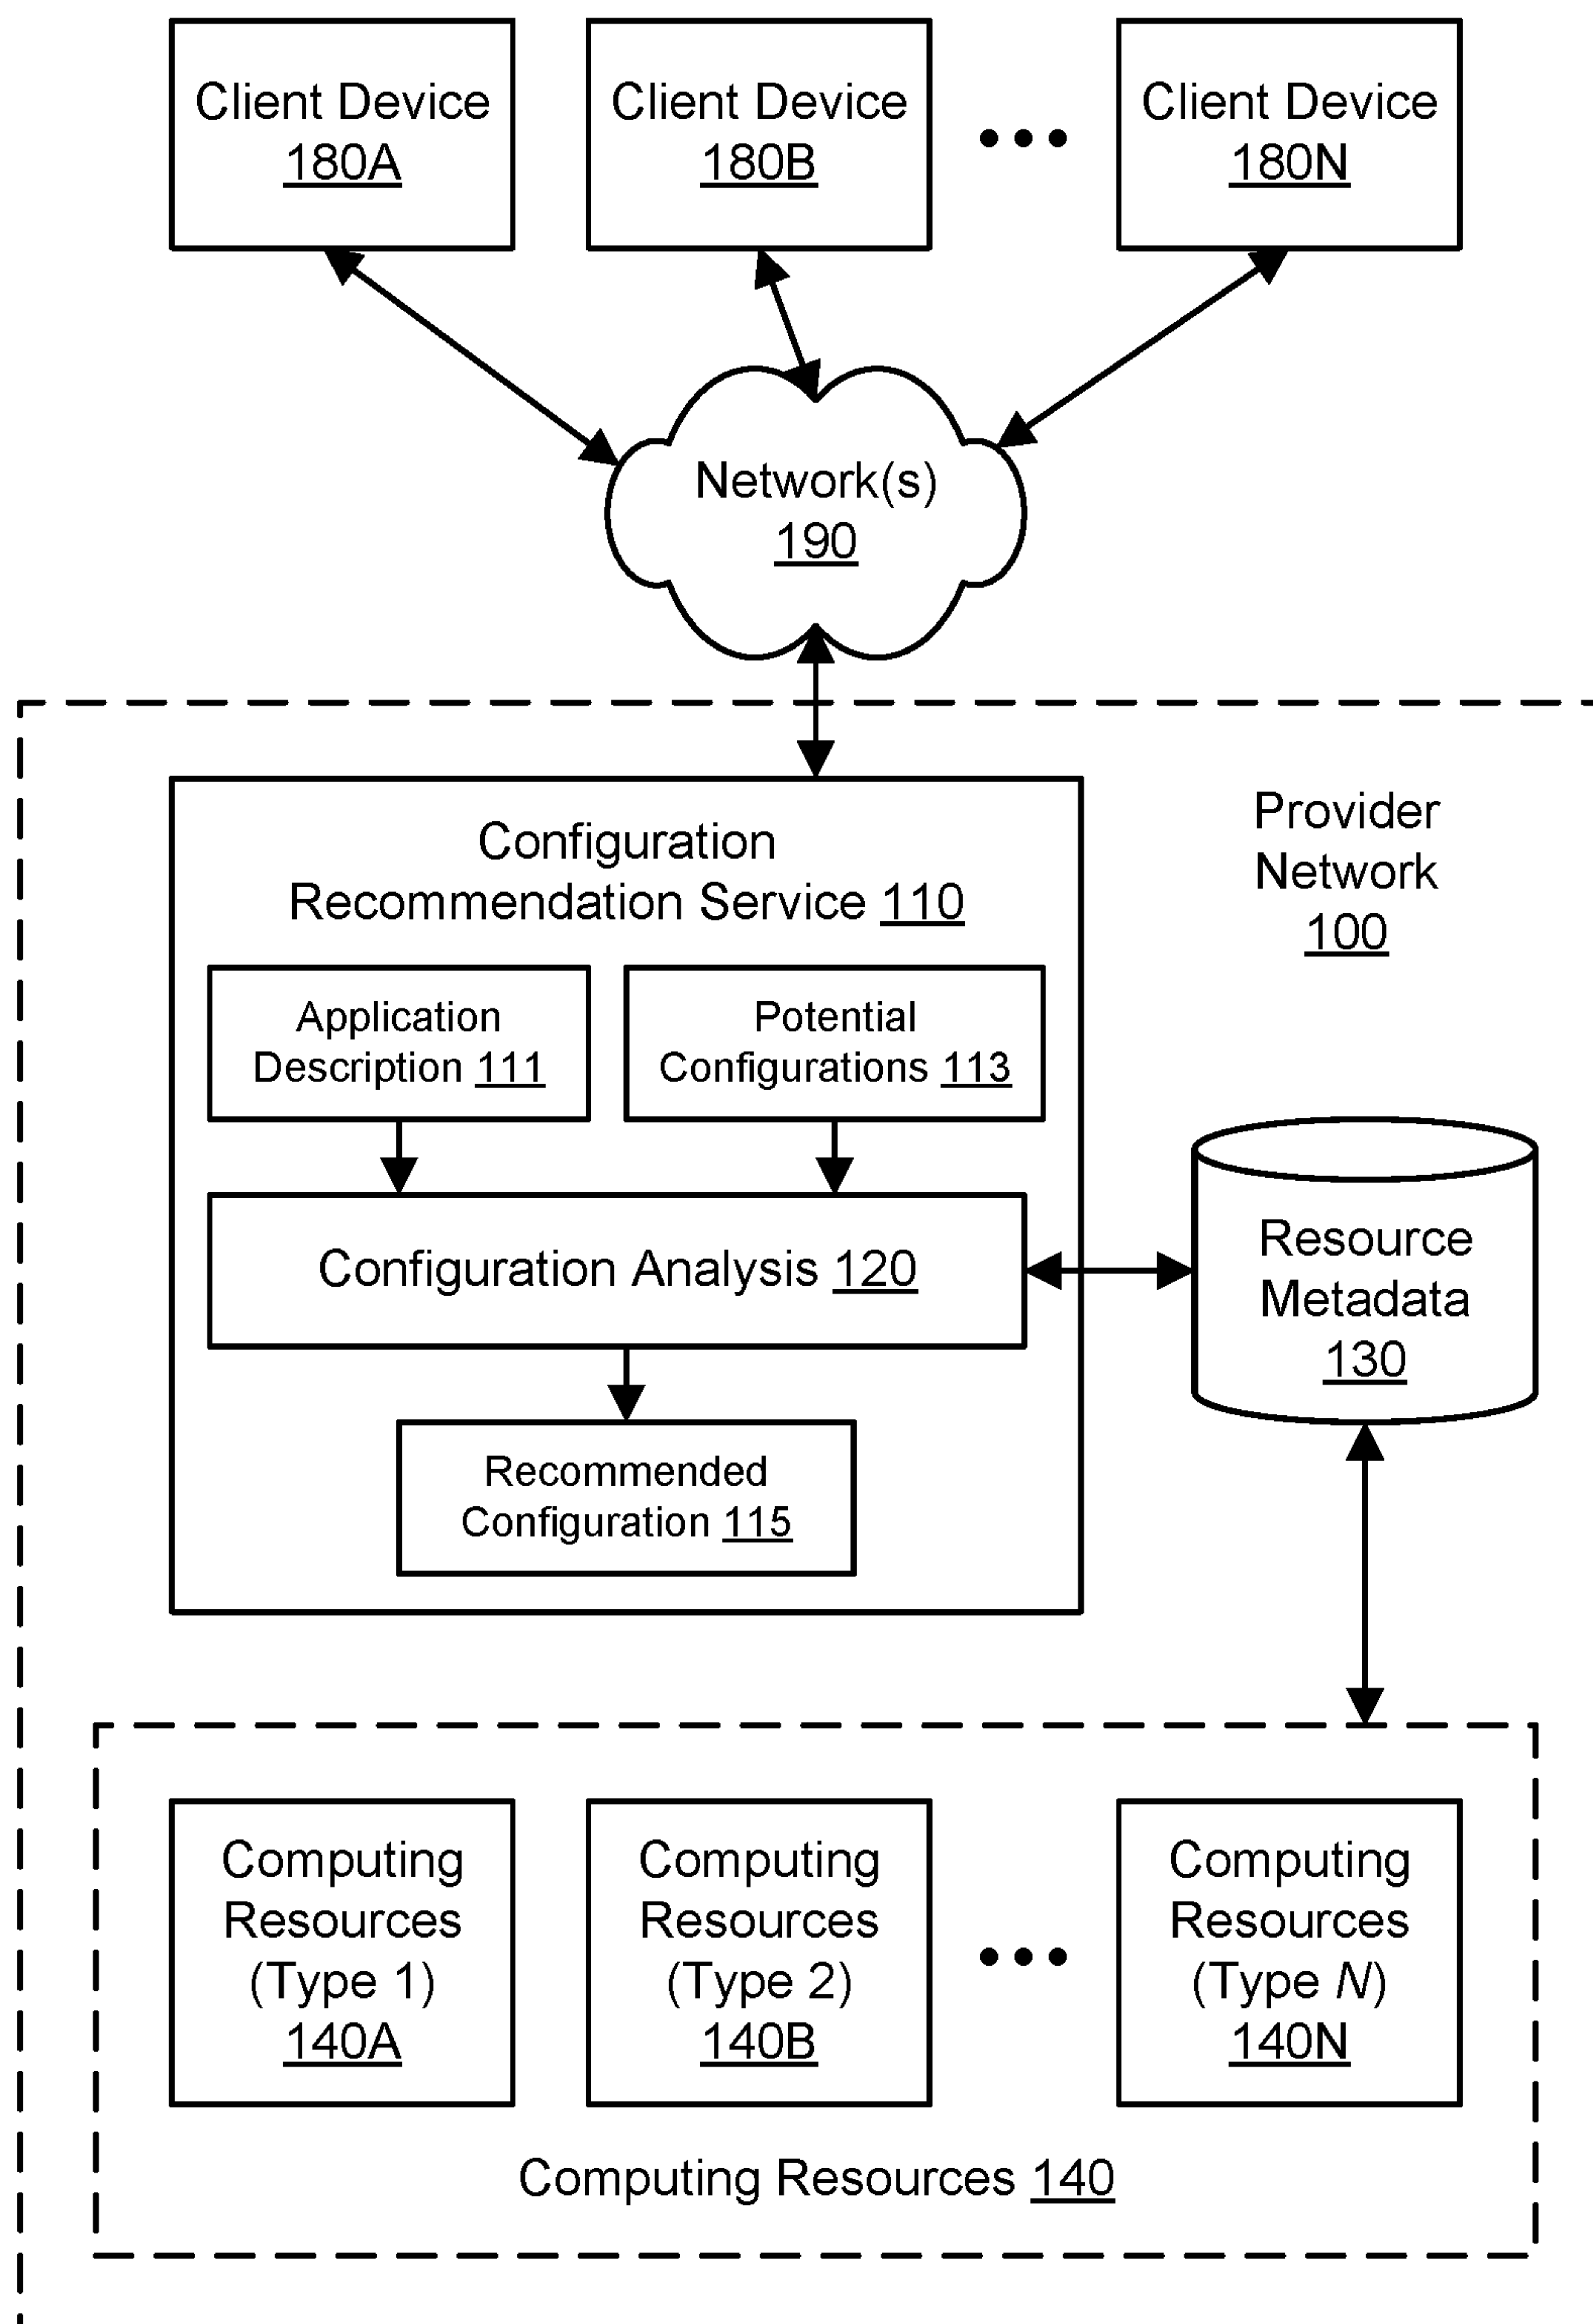 Client Device
180A
Client Device
180B
Client Device
180N
Network(s)
190
Provider
Network
100
Configuration
Recommendation Service 110
Application
Description 111
Potential
Configurations 113
Configuration Analysis 120
Resource
Metadata
130
Recommended
Configuration 115
Computing
Resources
(Type 1)
140A
Computing
Resources
(Type 2)
140B
Computing
Resources
(Type N)
140N
Computing Resources 140